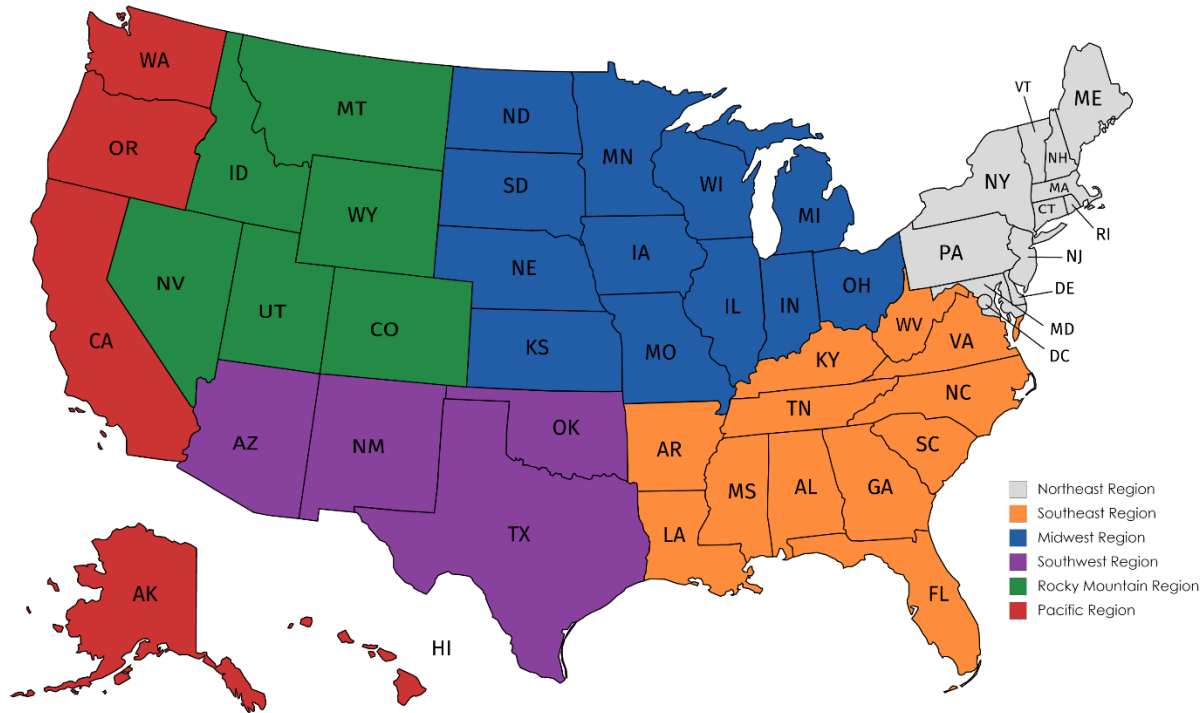 WA
MT
ND
MN
VT
ME
OR
ID
SD
WI
MI
NY
NH
MA
CT
RI
WY
IA
PA
NJ
NV
NE
OH
DE
UT
CO
IL
IN
MD
DC
CA
KS
MO
WV
VA
KY
NC
TN
AZ
NM
OK
AR
SC
MS
AL
GA
TX
LA
FL
AK
HI
Northeast Region
Southeast Region
Midwest Region
Southwest Region
Rocky Mountain Region
Pacific Region